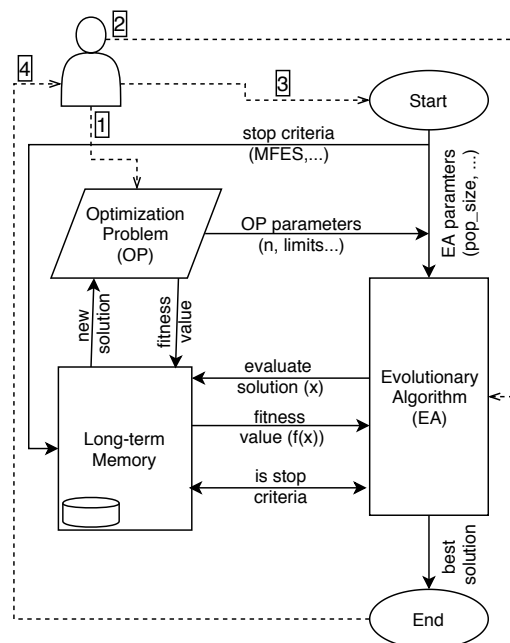 2
4
3
1
Start
stop criteria
(MFES,...)
EA paramters
(pop_size, ...)
Optimization
Problem
(OP)
OP parameters
(n, limits...)
new
solution
fitness
value
evaluate
solution (x)
Evolutionary
Algorithm
(EA)
fitness
value (f(x))
Long-term
Memory
is stop
criteria
best
solution
End